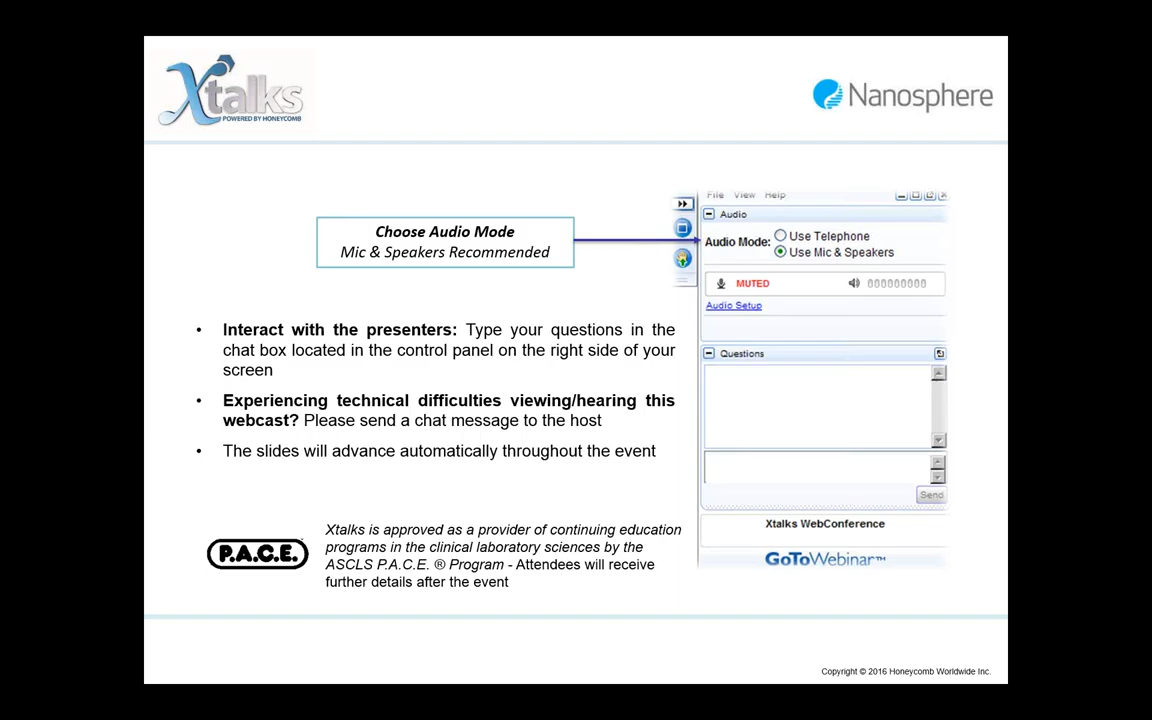 Xtalks
POWERED BY HONEYCOMB
Nanosphere
Choose Audio Mode
Mic & Speakers Recommended
File View Help
Audio
Audio Mode: Use Telephone
Use Mic & Speakers
MUTED
Audio Setup
Questions
Send
Xtalks WebConference
GoToWebinar™
• Interact with the presenters: Type your questions in the
chat box located in the control panel on the right side of your
screen
• Experiencing technical difficulties viewing/hearing this
webcast? Please send a chat message to the host
• The slides will advance automatically throughout the event
P.A.C.E.
Xtalks is approved as a provider of continuing education
programs in the clinical laboratory sciences by the
ASCLS P.A.C.E. ® Program - Attendees will receive
further details after the event
Copyright © 2016 Honeycomb Worldwide Inc.